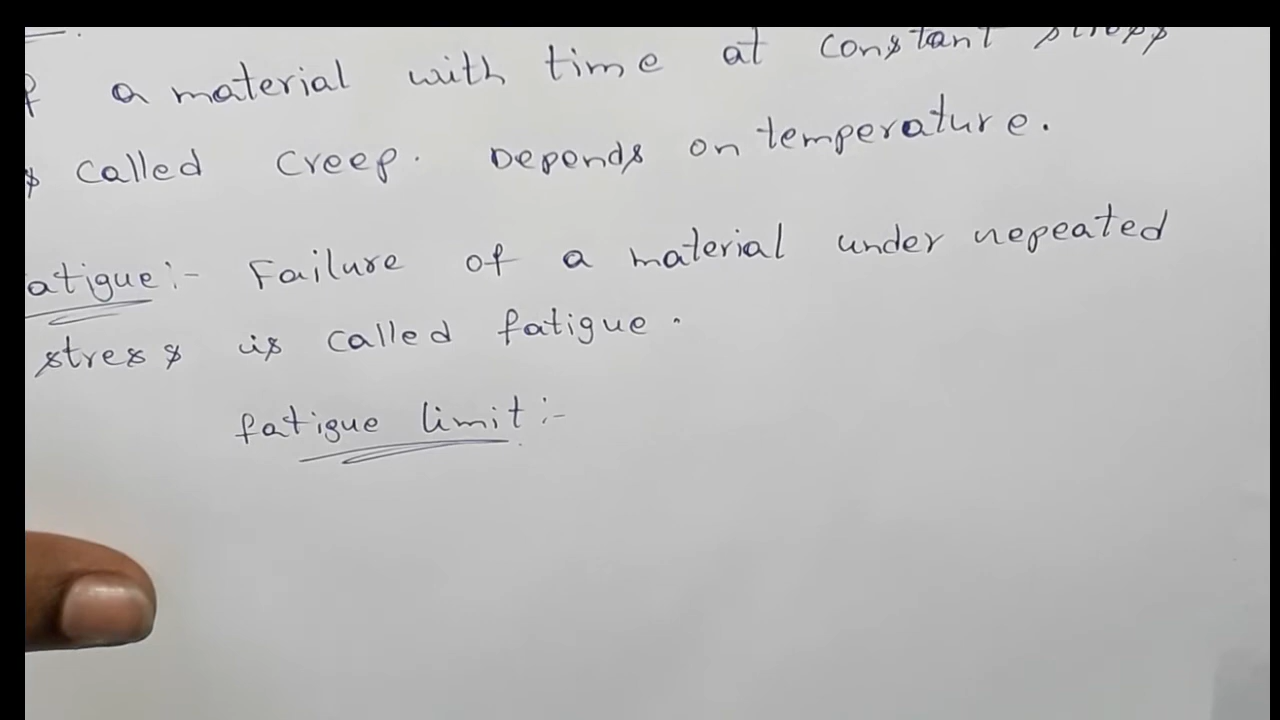 a material with time at constant stress
called creep. Depends on temperature.
atigue:- Failure of a material under repeated
stress is called fatigue.
fatigue limit:-